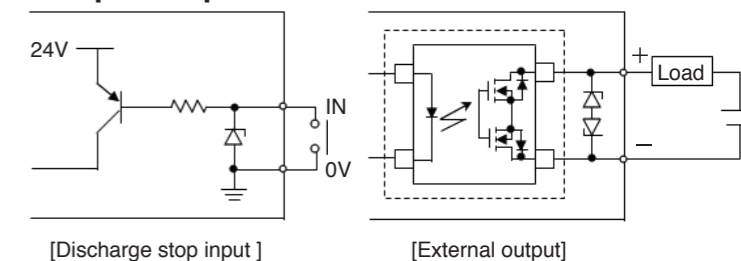 24V
IN
0V
+
Load
−
[Discharge stop input ]
[External output]